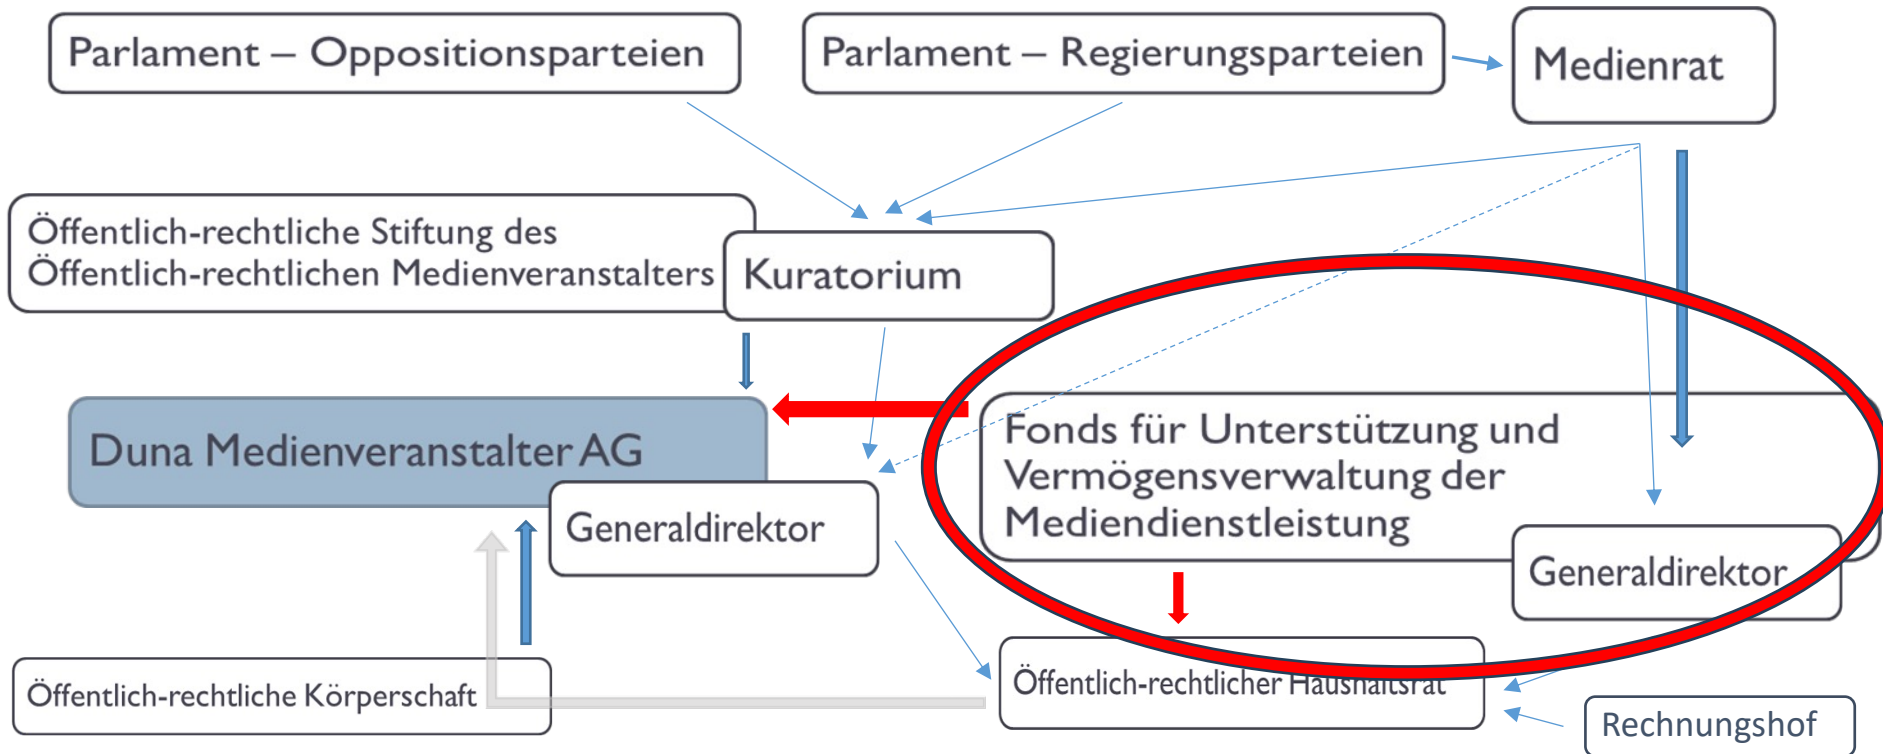 Parlament – Oppositionsparteien
Parlament – Regierungsparteien
Medienrat
Öffentlich-rechtliche Stiftung des
Öffentlich-rechtlichen Medienveranstalters
Kuratorium
Duna Medienveranstalter AG
Generaldirektor
Fonds für Unterstützung und
Vermögensverwaltung der
Mediendienstleistung
Generaldirektor
Öffentlich-rechtliche Körperschaft
Öffentlich-rechtlicher Haushaltsrat
Rechnungshof